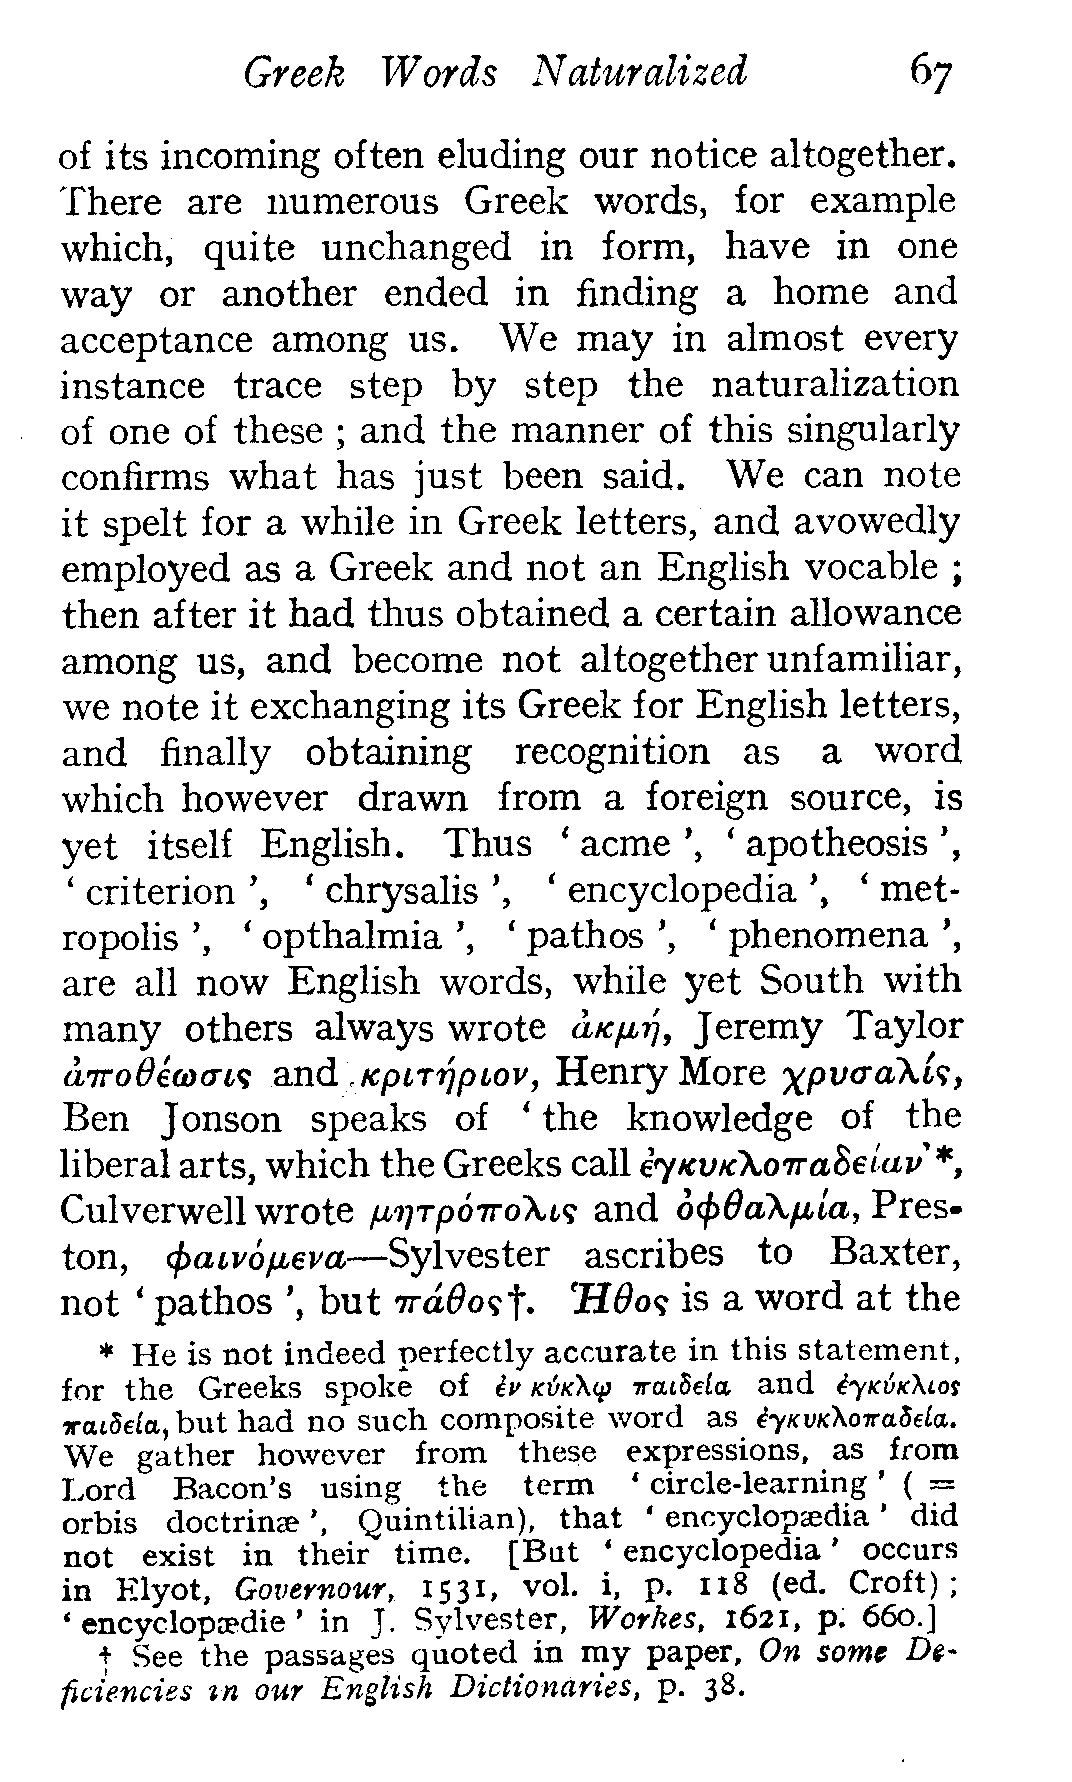 Greek Words Naturalized 67
of its incoming often eluding our notice altogether.
There are numerous Greek words, for example
which, quite unchanged in form, have in one
way or another ended in finding a home and
acceptance among us. We may in almost every
instance trace step by step the naturalization
of one of these ; and the manner of this singularly
confirms what has just been said. We can note
it spelt for a while in Greek letters, and avowedly
employed as a Greek and not an English vocable ;
then after it had thus obtained a certain allowance
among us, and become not altogether unfamiliar,
we note it exchanging its Greek for English letters,
and finally obtaining recognition as a word
which however drawn from a foreign source, is
yet itself English. Thus ‘ acme ’, ‘ apotheosis ’,
‘ criterion ’, ‘ chrysalis ’, ‘ encyclopedia ’, ‘ met-
ropolis ’, ‘ opthalmia ’, ‘ pathos ’, ‘ phenomena ’,
are all now English words, while yet South with
many others always wrote ἀκμή, Jeremy Taylor
ἀποθέωσις and κριτήριον, Henry More χρυσαλίς,
Ben Jonson speaks of ‘ the knowledge of the
liberal arts, which the Greeks call ἐγκυκλοπαδείαν’*,
Culverwell wrote μητρόπολις and ὀφθαλμία, Pres-
ton, φαινόμενα—Sylvester ascribes to Baxter,
not ‘ pathos ’, but πάθος†. Ἦθος is a word at the
* He is not indeed perfectly accurate in this statement,
for the Greeks spoke of ἐν κύκλῳ παιδεία and ἐγκύκλιος
παιδεία, but had no such composite word as ἐγκυκλοπαδεία.
We gather however from these expressions, as from
Lord Bacon's using the term ‘ circle-learning ’ ( =
orbis doctrinæ ’, Quintilian), that ‘ encyclopædia ’ did
not exist in their time. [But ‘ encyclopedia ’ occurs
in Elyot, Governour, 1531, vol. i, p. 118 (ed. Croft) ;
‘ encyclopædie ’ in J. Sylvester, Workes, 1621, p. 660.]
† See the passages quoted in my paper, On some De-
ficiencies in our English Dictionaries, p. 38.